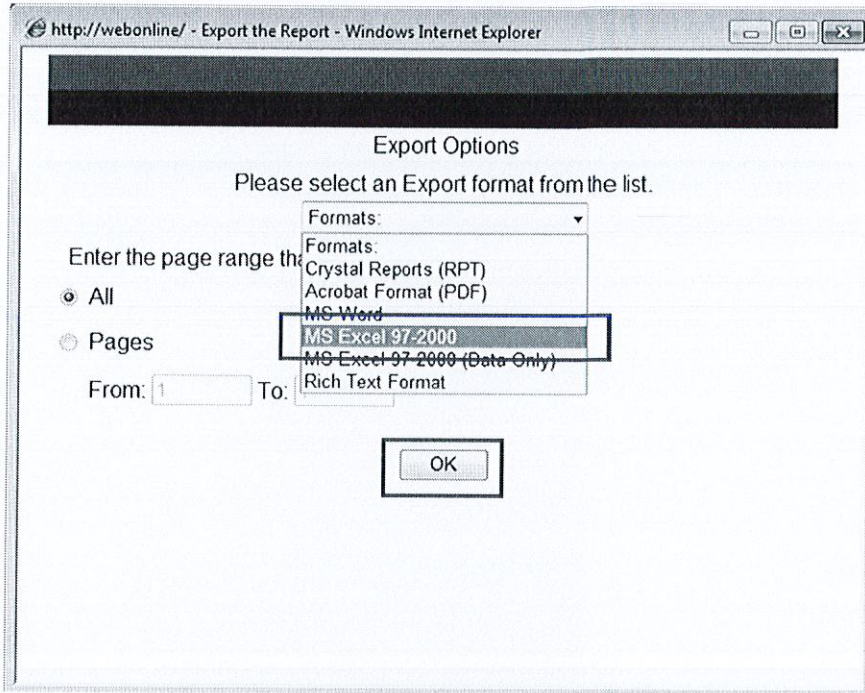 http://webonline/ - Export the Report - Windows Internet Explorer
Export Options
Please select an Export format from the list.
Formats:
Formats:
Crystal Reports (RPT)
Acrobat Format (PDF)
MS Word
MS Excel 97-2000
MS Excel 97-2000 (Data Only)
Rich Text Format
Enter the page range
All
Pages
From: 1 To:
OK